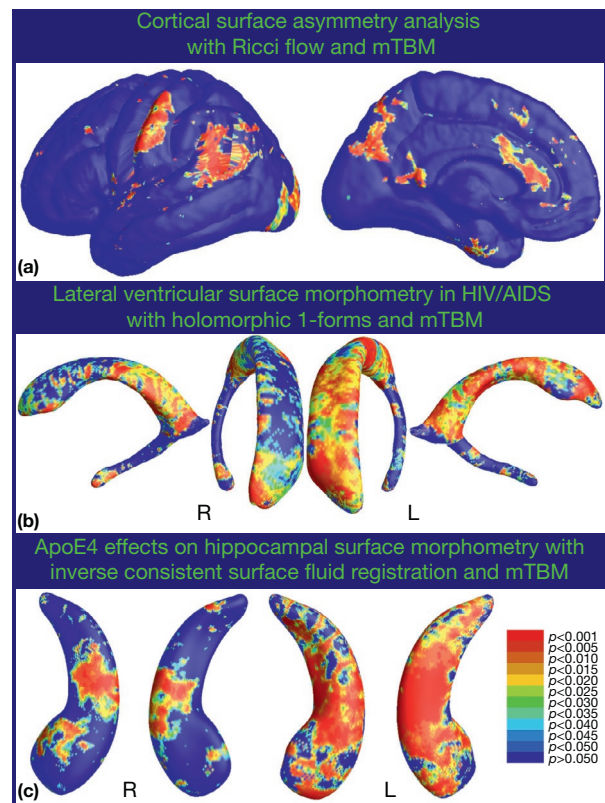 Cortical surface asymmetry analysis
with Ricci flow and mTBM
(a)
Lateral ventricular surface morphometry in HIV/AIDS
with holomorphic 1-forms and mTBM
R
L
(b)
ApoE4 effects on hippocampal surface morphometry with
inverse consistent surface fluid registration and mTBM
p<0.001
p<0.005
p<0.010
p<0.015
p<0.020
p<0.025
p<0.030
p<0.035
p<0.040
p<0.045
p<0.050
p>0.050
(c)
R
L